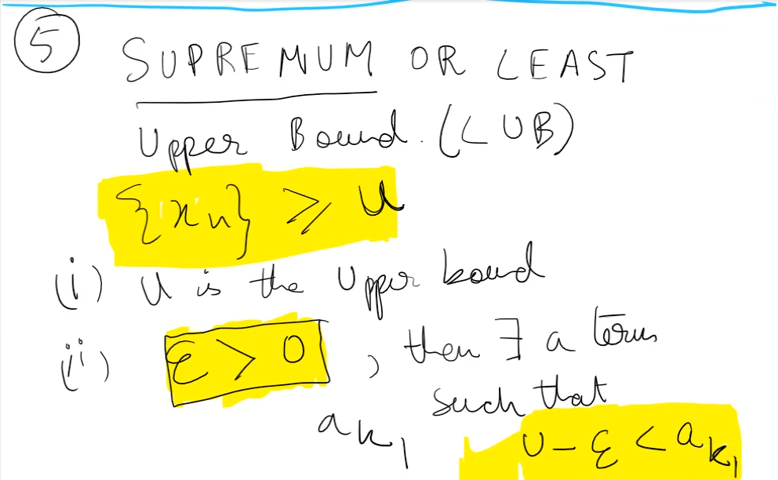 5
SUPREMUM OR LEAST
Upper Bound. (LUB)
{xn} ≥ u
(i) U is the Upper bound
(ii) ε > 0, then ∃ a term
such that
ak1 U - ε < ak1